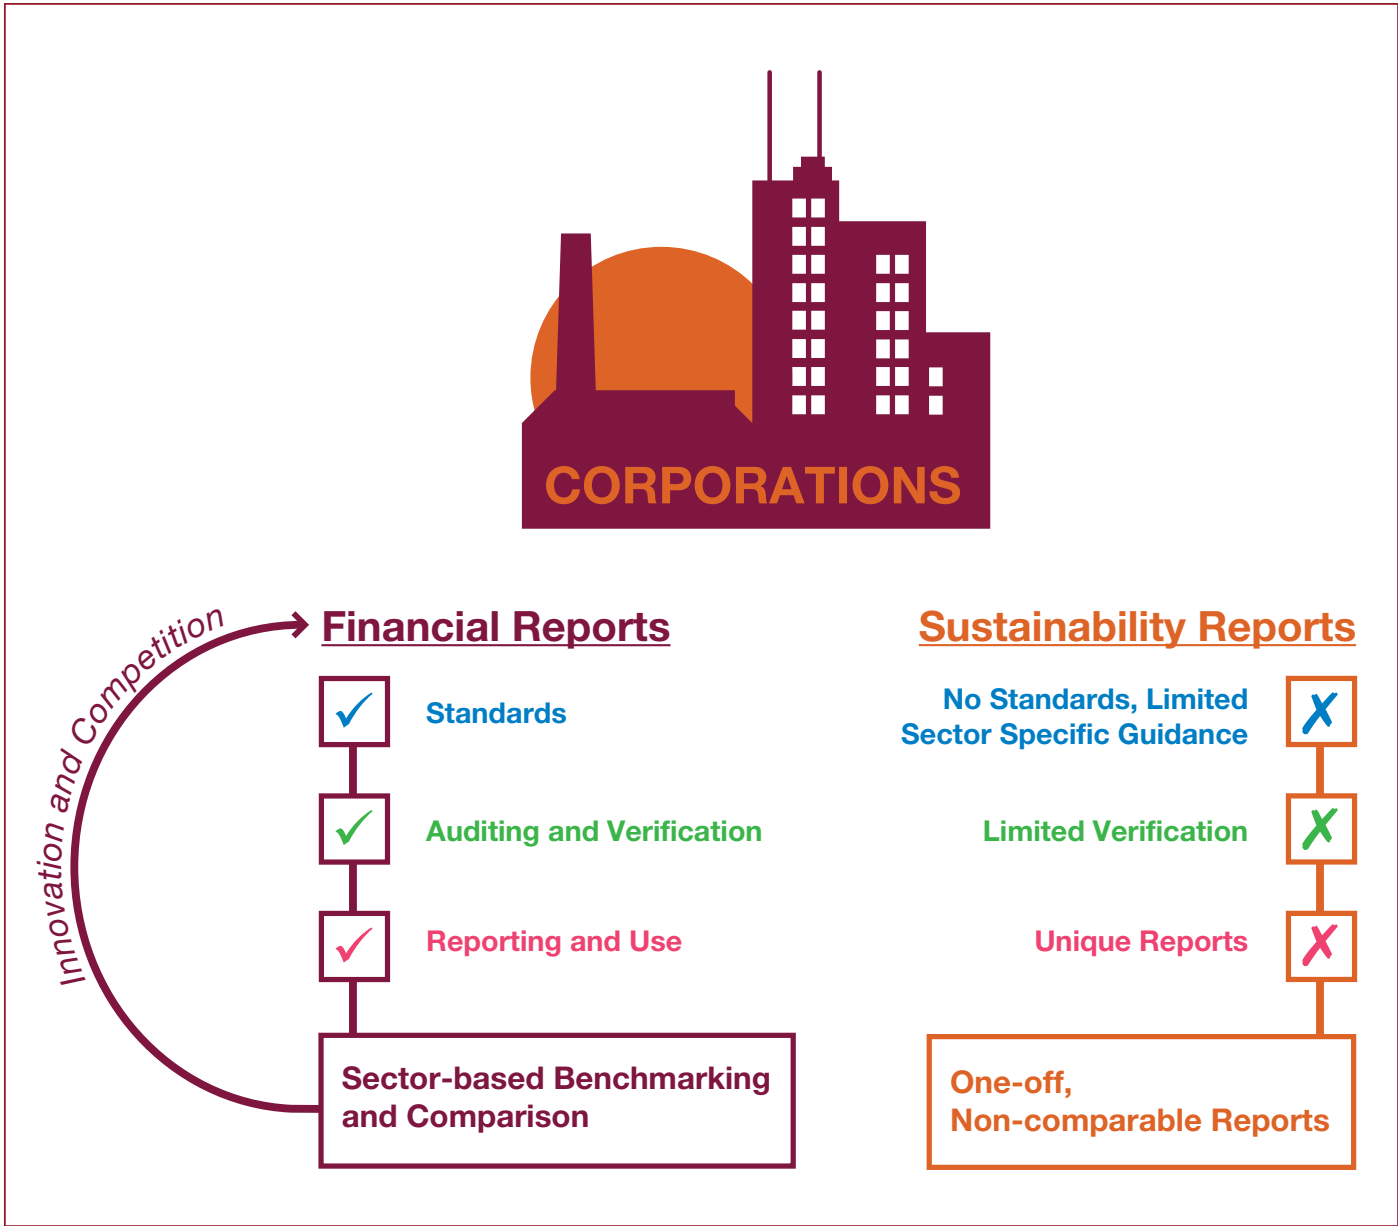 CORPORATIONS
Innovation and Competition
Financial Reports
Standards
Auditing and Verification
Reporting and Use
Sector-based Benchmarking
and Comparison
Sustainability Reports
No Standards, Limited
Sector Specific Guidance
Limited Verification
Unique Reports
One-off,
Non-comparable Reports